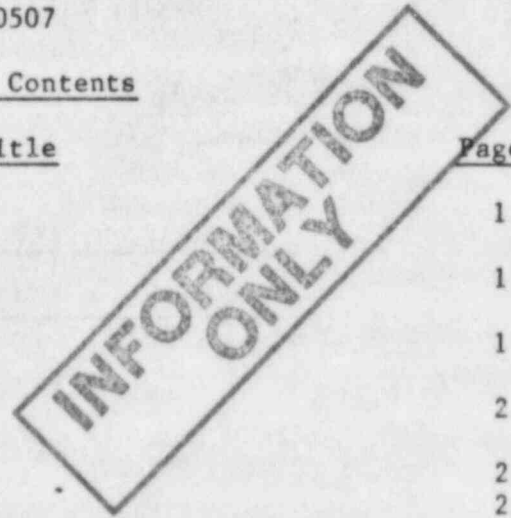 0507
Contents
itle
Page
INFORMATION
ONLY
1
1
1
2
2
2